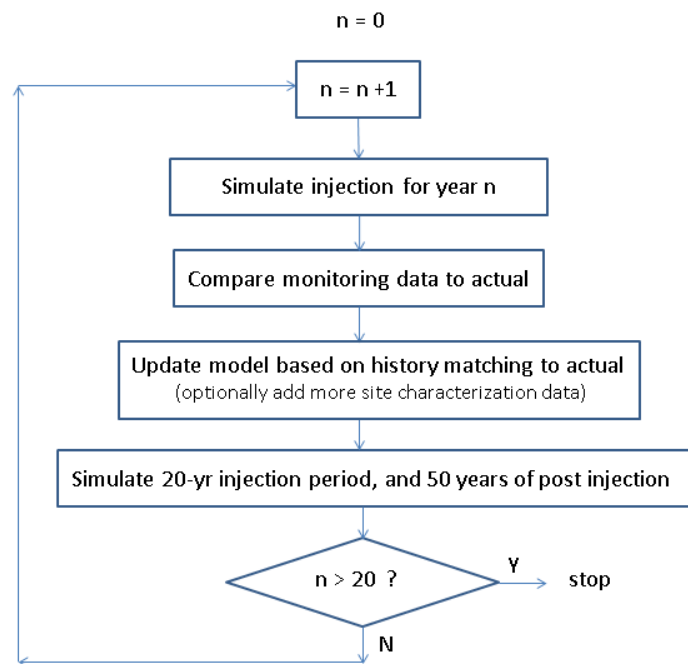 n = 0
n = n +1
Simulate injection for year n
Compare monitoring data to actual
Update model based on history matching to actual
(optionally add more site characterization data)
Simulate 20-yr injection period, and 50 years of post injection
n > 20 ?
Y
stop
N